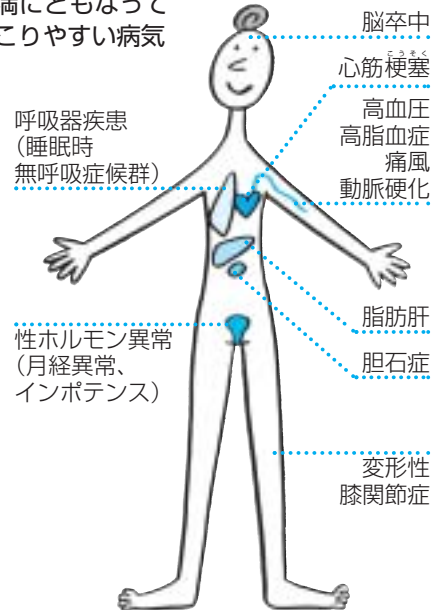 満にともなって
こりやすい病気
脳卒中
こうそく
心筋梗塞
高血圧
高脂血症
痛風
動脈硬化
呼吸器疾患
(睡眠時
無呼吸症候群)
脂肪肝
胆石症
性ホルモン異常
(月経異常、
インポテンス)
変形性
膝関節症